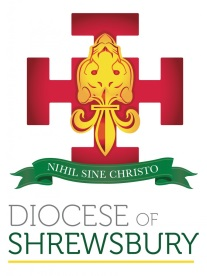 NIHIL SINE CHRISTO
DIOCESE OF
SHREWSBURY